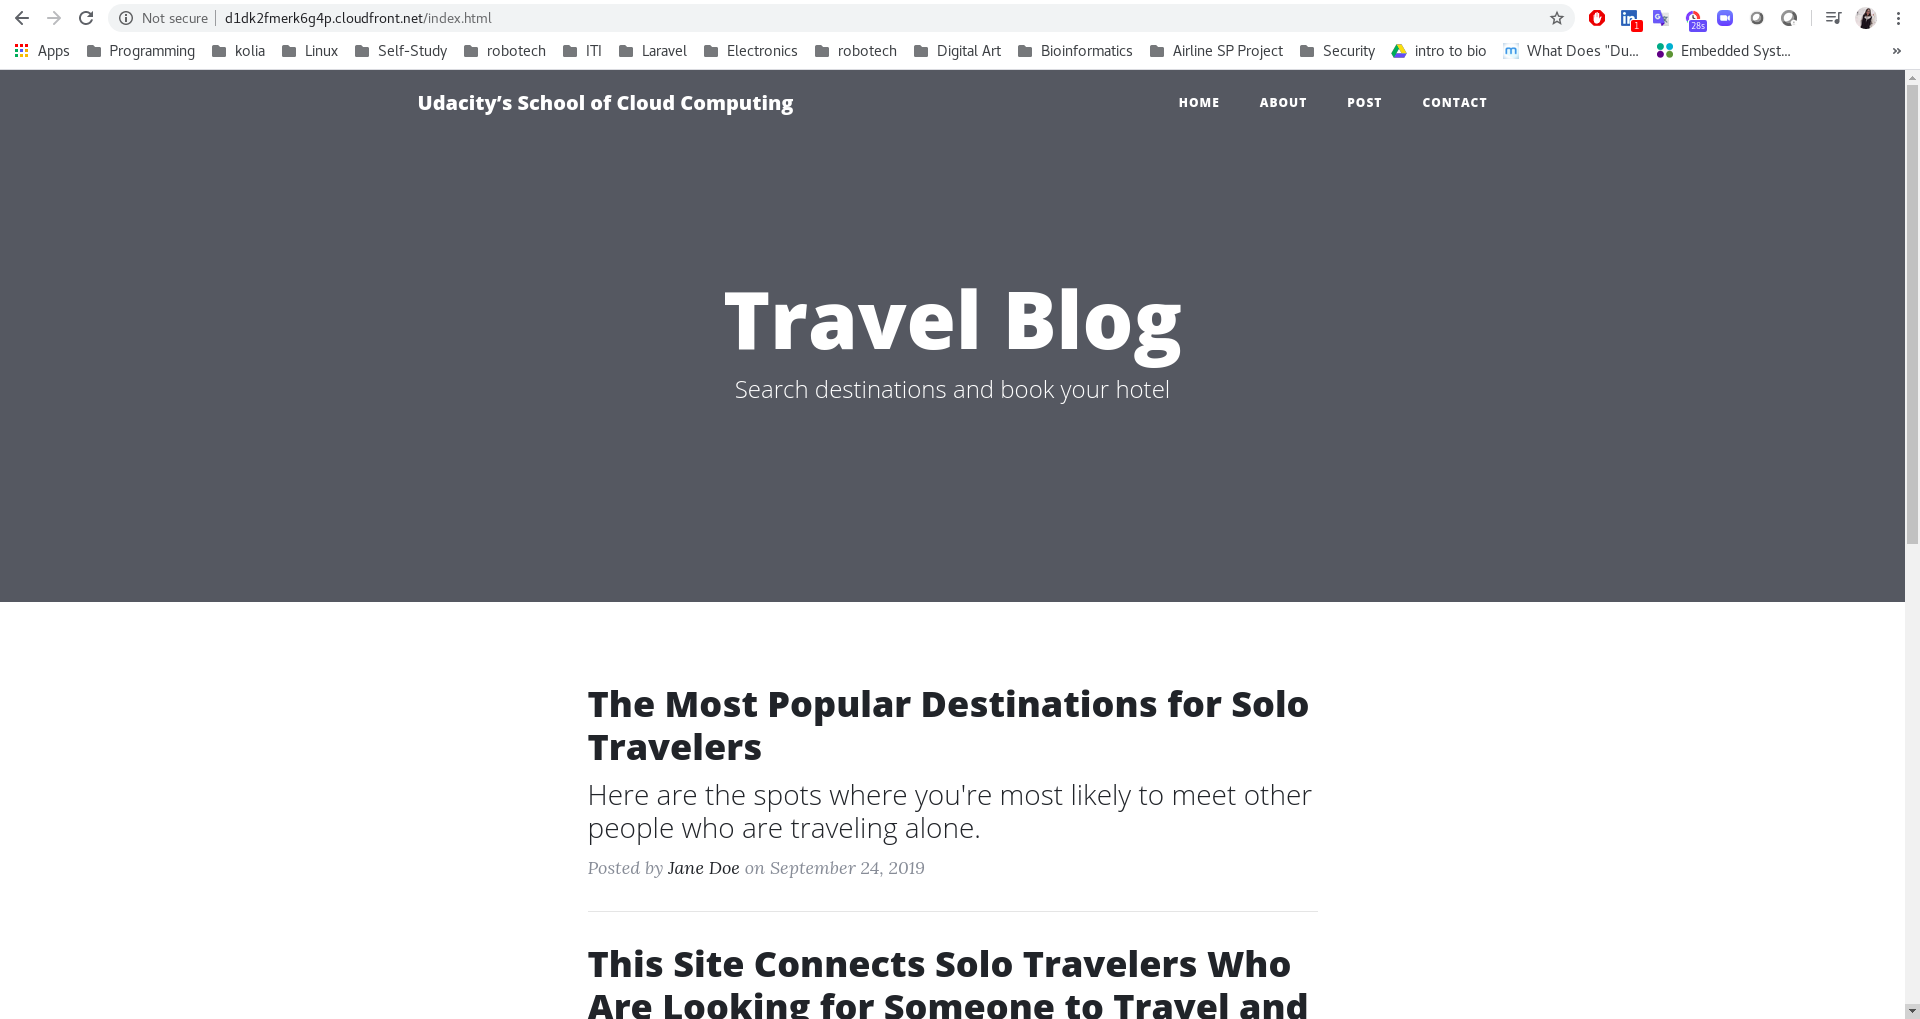 Not secure d1dk2fmerk6g4p.cloudfront.net/index.html 1 28s
Apps Programming kolia Linux Self-Study robotech ITI Laravel Electronics robotech Digital Art Bioinformatics Airline SP Project Security intro to bio What Does "Du... Embedded Syst... »
Udacity’s School of Cloud Computing HOME ABOUT POST CONTACT
Travel Blog
Search destinations and book your hotel
The Most Popular Destinations for Solo
Travelers
Here are the spots where you're most likely to meet other
people who are traveling alone.
Posted by Jane Doe on September 24, 2019
This Site Connects Solo Travelers Who
Are Looking for Someone to Travel and